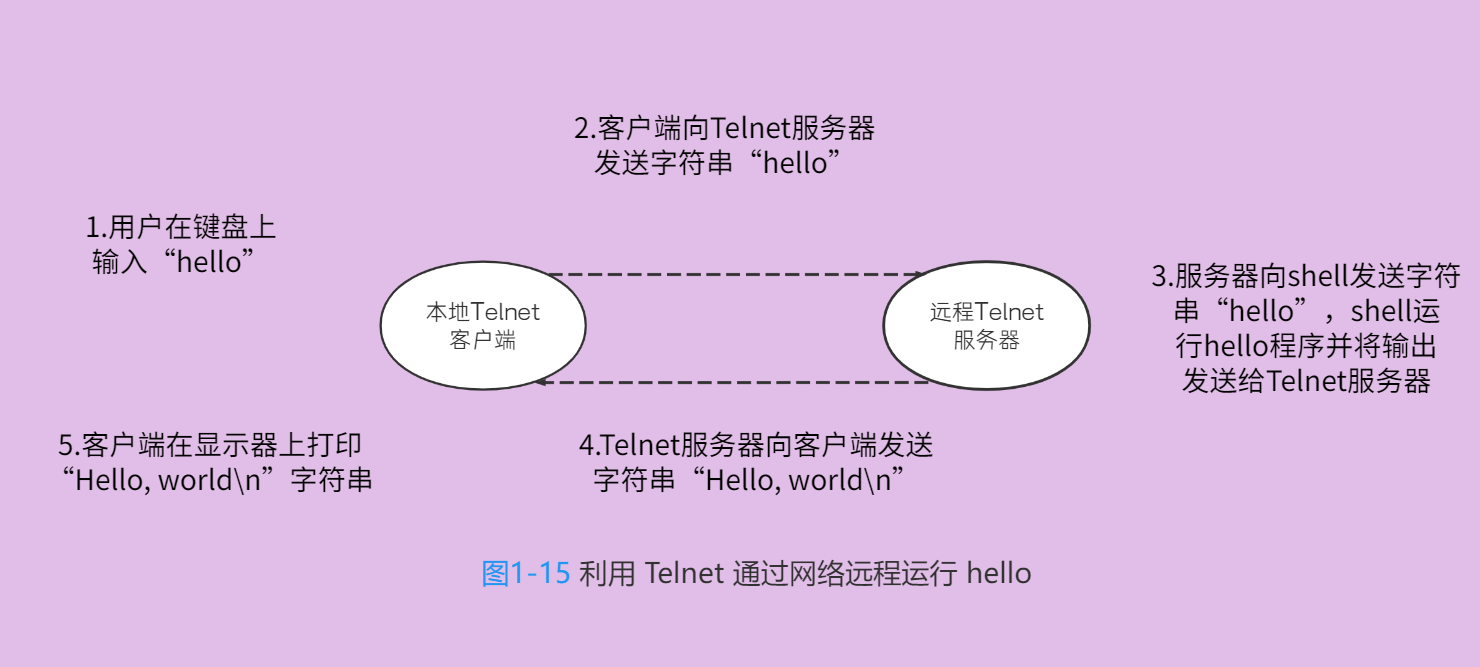 2.客户端向Telnet服务器
发送字符串“hello”
1.用户在键盘上
输入“hello”
本地Telnet
客户端
远程Telnet
服务器
3.服务器向shell发送字符
串“hello”，shell运
行hello程序并将输出
发送给Telnet服务器
5.客户端在显示器上打印
“Hello, world\n”字符串
4.Telnet服务器向客户端发送
字符串“Hello, world\n”
图1-15 利用 Telnet 通过网络远程运行 hello